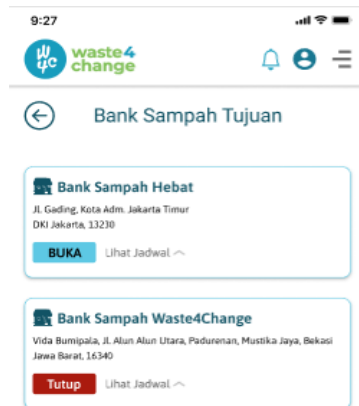 9:27
waste4
change
Bank Sampah Tujuan
Bank Sampah Hebat
Jl. Gading, Kota Adm. Jakarta Timur
DKI Jakarta, 13230
BUKA Lihat Jadwal
Bank Sampah Waste4Change
Vida Bumipala, Jl. Alun Alun Utara, Padurenan, Mustika Jaya, Bekasi
Jawa Barat, 16340
Tutup Lihat Jadwal